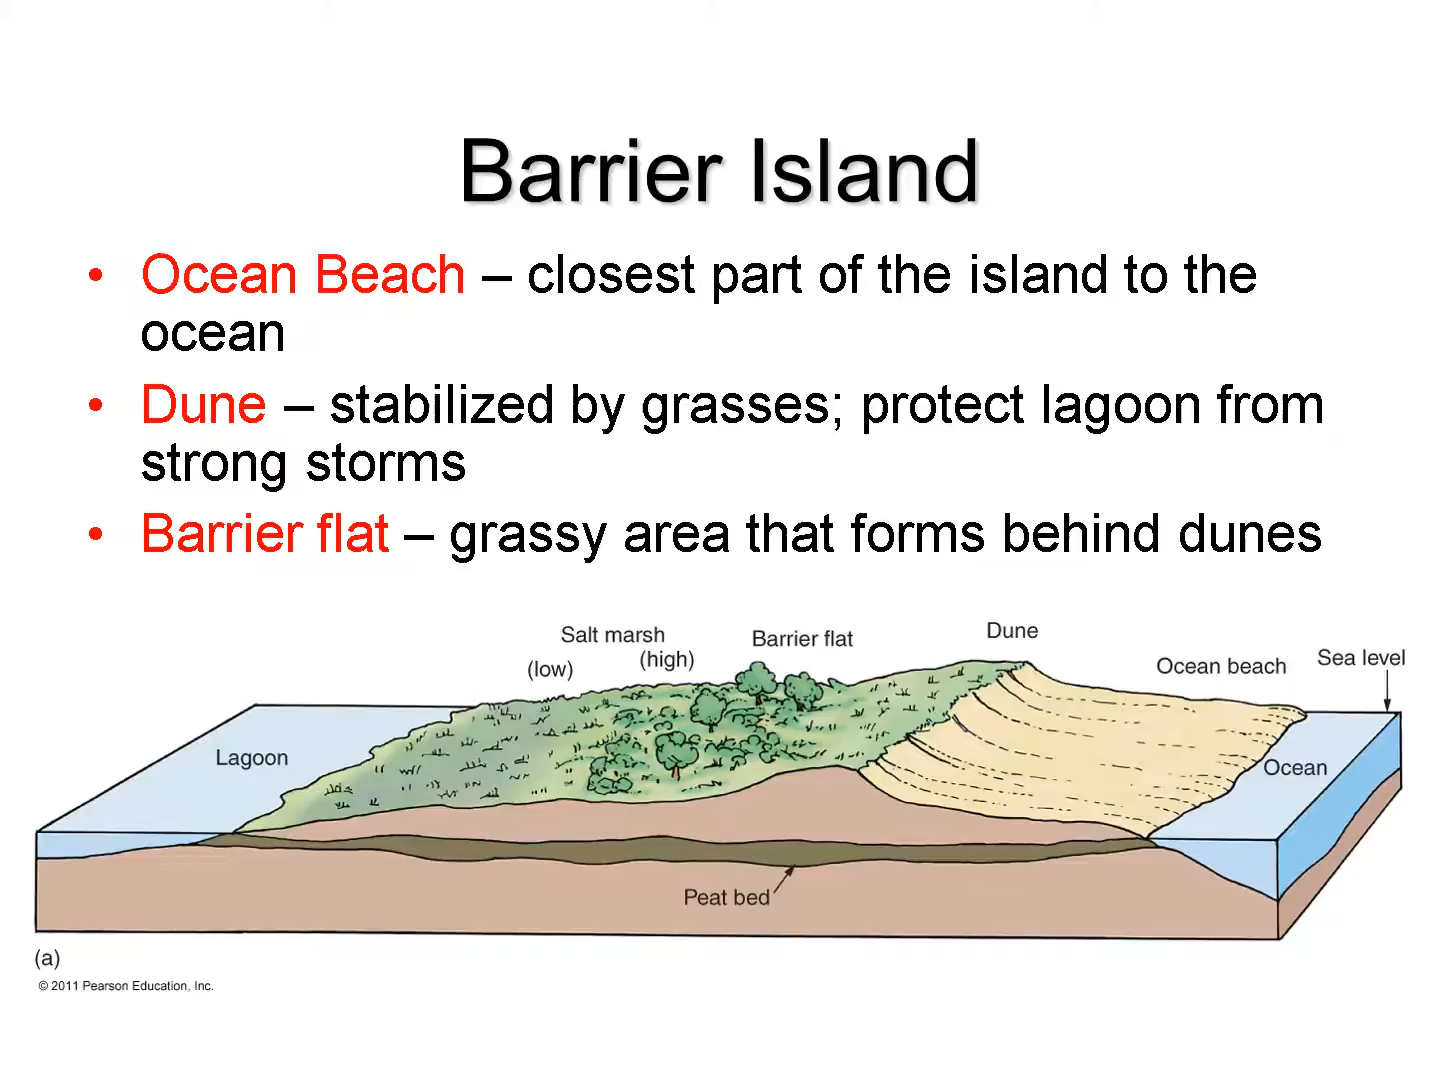 Barrier Island
• Ocean Beach – closest part of the island to the
ocean
• Dune – stabilized by grasses; protect lagoon from
strong storms
• Barrier flat – grassy area that forms behind dunes
Salt marsh
(low)
(high)
Barrier flat
Dune
Ocean beach
Sea level
Lagoon
Ocean
Peat bed
(a)
© 2011 Pearson Education, Inc.